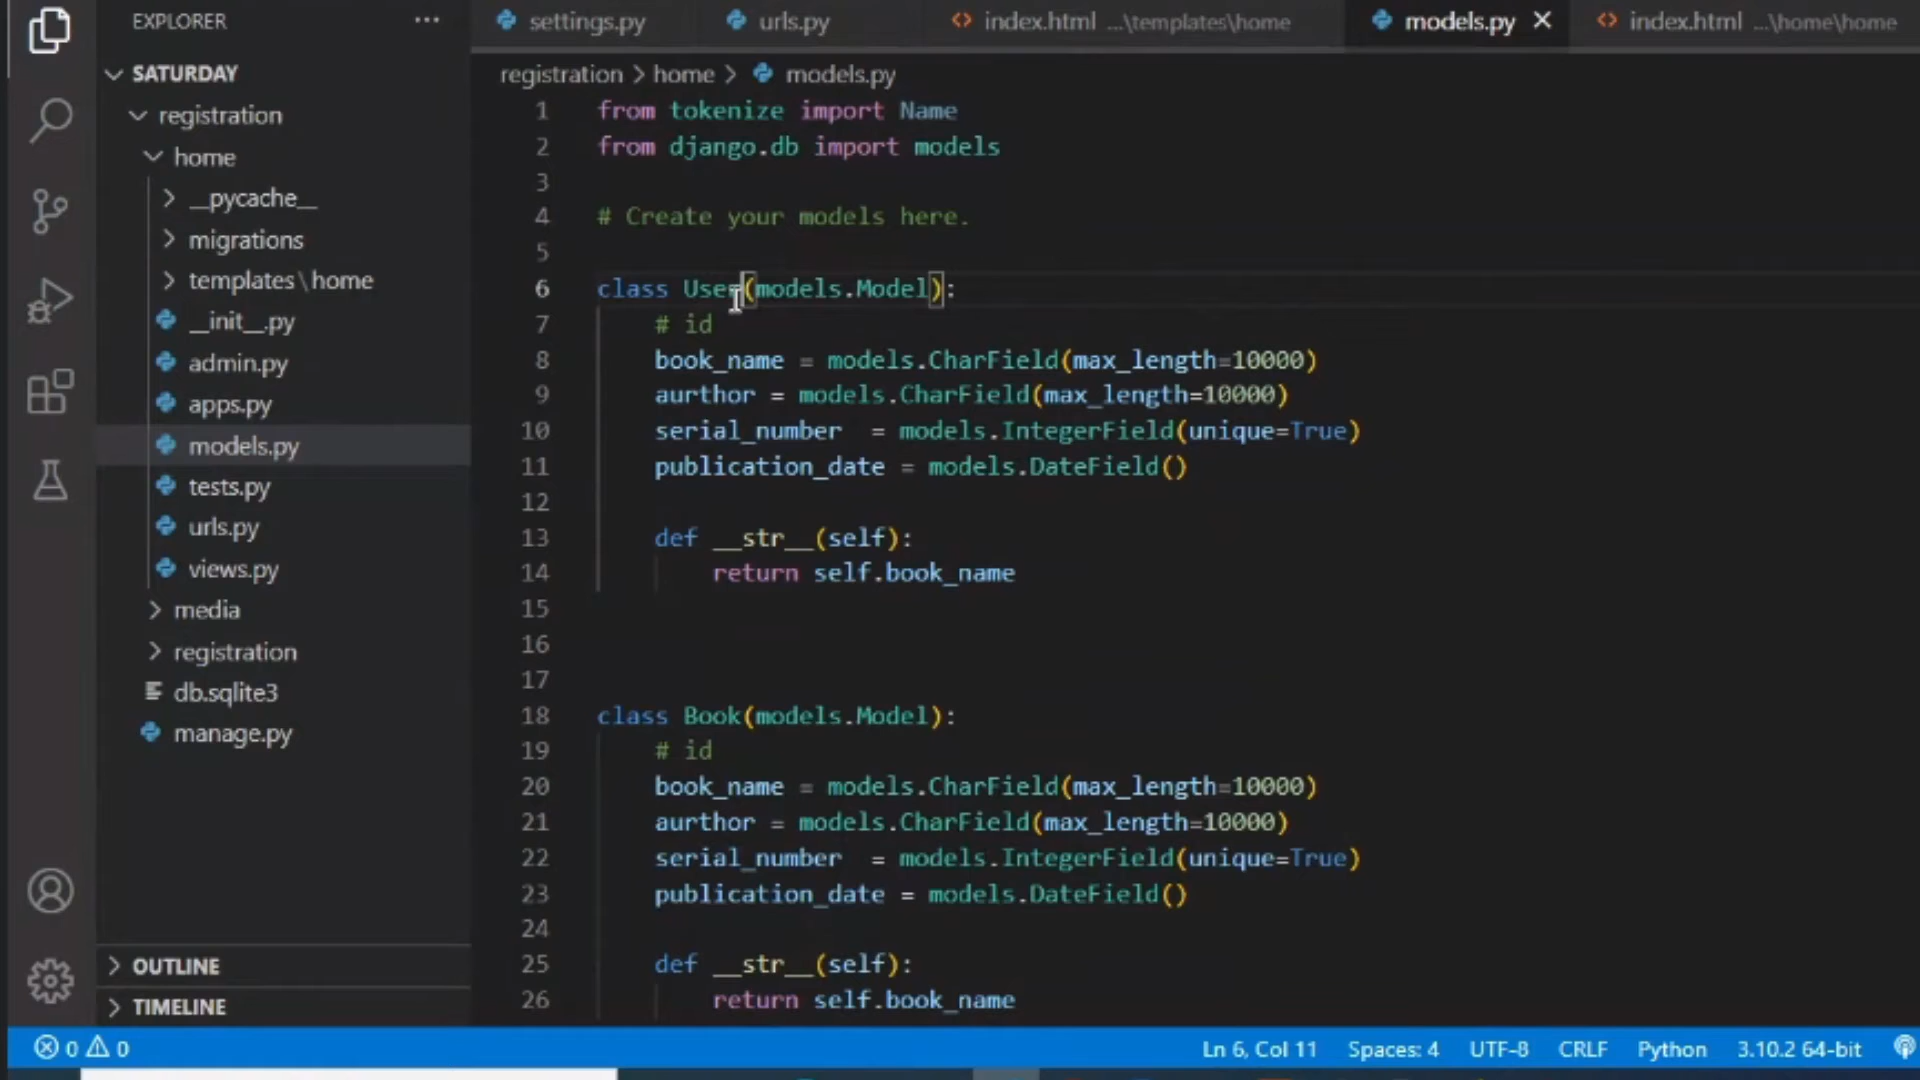 EXPLORER
SATURDAY
registration
home
__pycache__
migrations
templates\home
__init__.py
admin.py
apps.py
models.py
tests.py
urls.py
views.py
media
registration
db.sqlite3
manage.py
OUTLINE
TIMELINE
settings.py
urls.py
index.html ...\templates\home
models.py
index.html ...\home\home
registration > home > models.py
1 from tokenize import Name
2 from django.db import models
3
4 # Create your models here.
5
6 class User(models.Model):
7 # id
8 book_name = models.CharField(max_length=10000)
9 aurthor = models.CharField(max_length=10000)
10 serial_number  = models.IntegerField(unique=True)
11 publication_date = models.DateField()
12
13 def __str__(self):
14 return self.book_name
15
16
17
18 class Book(models.Model):
19 # id
20 book_name = models.CharField(max_length=10000)
21 aurthor = models.CharField(max_length=10000)
22 serial_number  = models.IntegerField(unique=True)
23 publication_date = models.DateField()
24
25 def __str__(self):
26 return self.book_name
0 0 Ln 6, Col 11 Spaces: 4 UTF-8 CRLF Python 3.10.2 64-bit